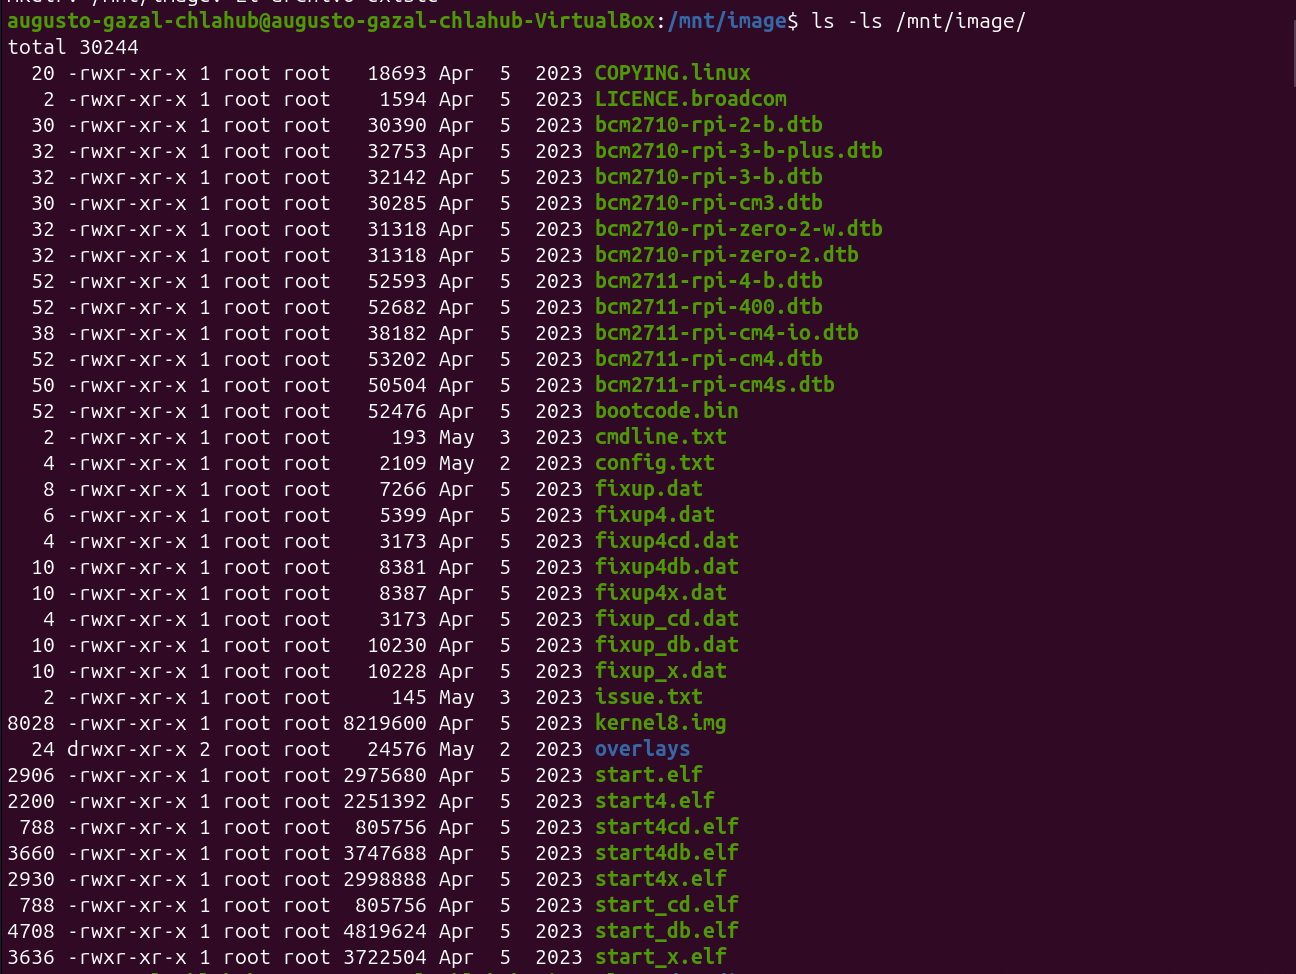 augusto-gazal-chlahub@augusto-gazal-chlahub-VirtualBox:/mnt/image$ ls -ls /mnt/image/
total 30244
20 -rwxr-xr-x 1 root root 18693 Apr 5 2023 COPYING.linux
2 -rwxr-xr-x 1 root root 1594 Apr 5 2023 LICENCE.broadcom
30 -rwxr-xr-x 1 root root 30390 Apr 5 2023 bcm2710-rpi-2-b.dtb
32 -rwxr-xr-x 1 root root 32753 Apr 5 2023 bcm2710-rpi-3-b-plus.dtb
32 -rwxr-xr-x 1 root root 32142 Apr 5 2023 bcm2710-rpi-3-b.dtb
30 -rwxr-xr-x 1 root root 30285 Apr 5 2023 bcm2710-rpi-cm3.dtb
32 -rwxr-xr-x 1 root root 31318 Apr 5 2023 bcm2710-rpi-zero-2-w.dtb
32 -rwxr-xr-x 1 root root 31318 Apr 5 2023 bcm2710-rpi-zero-2.dtb
52 -rwxr-xr-x 1 root root 52593 Apr 5 2023 bcm2711-rpi-4-b.dtb
52 -rwxr-xr-x 1 root root 52682 Apr 5 2023 bcm2711-rpi-400.dtb
38 -rwxr-xr-x 1 root root 38182 Apr 5 2023 bcm2711-rpi-cm4-io.dtb
52 -rwxr-xr-x 1 root root 53202 Apr 5 2023 bcm2711-rpi-cm4.dtb
50 -rwxr-xr-x 1 root root 50504 Apr 5 2023 bcm2711-rpi-cm4s.dtb
52 -rwxr-xr-x 1 root root 52476 Apr 5 2023 bootcode.bin
2 -rwxr-xr-x 1 root root 193 May 3 2023 cmdline.txt
4 -rwxr-xr-x 1 root root 2109 May 2 2023 config.txt
8 -rwxr-xr-x 1 root root 7266 Apr 5 2023 fixup.dat
6 -rwxr-xr-x 1 root root 5399 Apr 5 2023 fixup4.dat
4 -rwxr-xr-x 1 root root 3173 Apr 5 2023 fixup4cd.dat
10 -rwxr-xr-x 1 root root 8381 Apr 5 2023 fixup4db.dat
10 -rwxr-xr-x 1 root root 8387 Apr 5 2023 fixup4x.dat
4 -rwxr-xr-x 1 root root 3173 Apr 5 2023 fixup_cd.dat
10 -rwxr-xr-x 1 root root 10230 Apr 5 2023 fixup_db.dat
10 -rwxr-xr-x 1 root root 10228 Apr 5 2023 fixup_x.dat
2 -rwxr-xr-x 1 root root 145 May 3 2023 issue.txt
8028 -rwxr-xr-x 1 root root 8219600 Apr 5 2023 kernel8.img
24 drwxr-xr-x 2 root root 24576 May 2 2023 overlays
2906 -rwxr-xr-x 1 root root 2975680 Apr 5 2023 start.elf
2200 -rwxr-xr-x 1 root root 2251392 Apr 5 2023 start4.elf
788 -rwxr-xr-x 1 root root 805756 Apr 5 2023 start4cd.elf
3660 -rwxr-xr-x 1 root root 3747688 Apr 5 2023 start4db.elf
2930 -rwxr-xr-x 1 root root 2998888 Apr 5 2023 start4x.elf
788 -rwxr-xr-x 1 root root 805756 Apr 5 2023 start_cd.elf
4708 -rwxr-xr-x 1 root root 4819624 Apr 5 2023 start_db.elf
3636 -rwxr-xr-x 1 root root 3722504 Apr 5 2023 start_x.elf